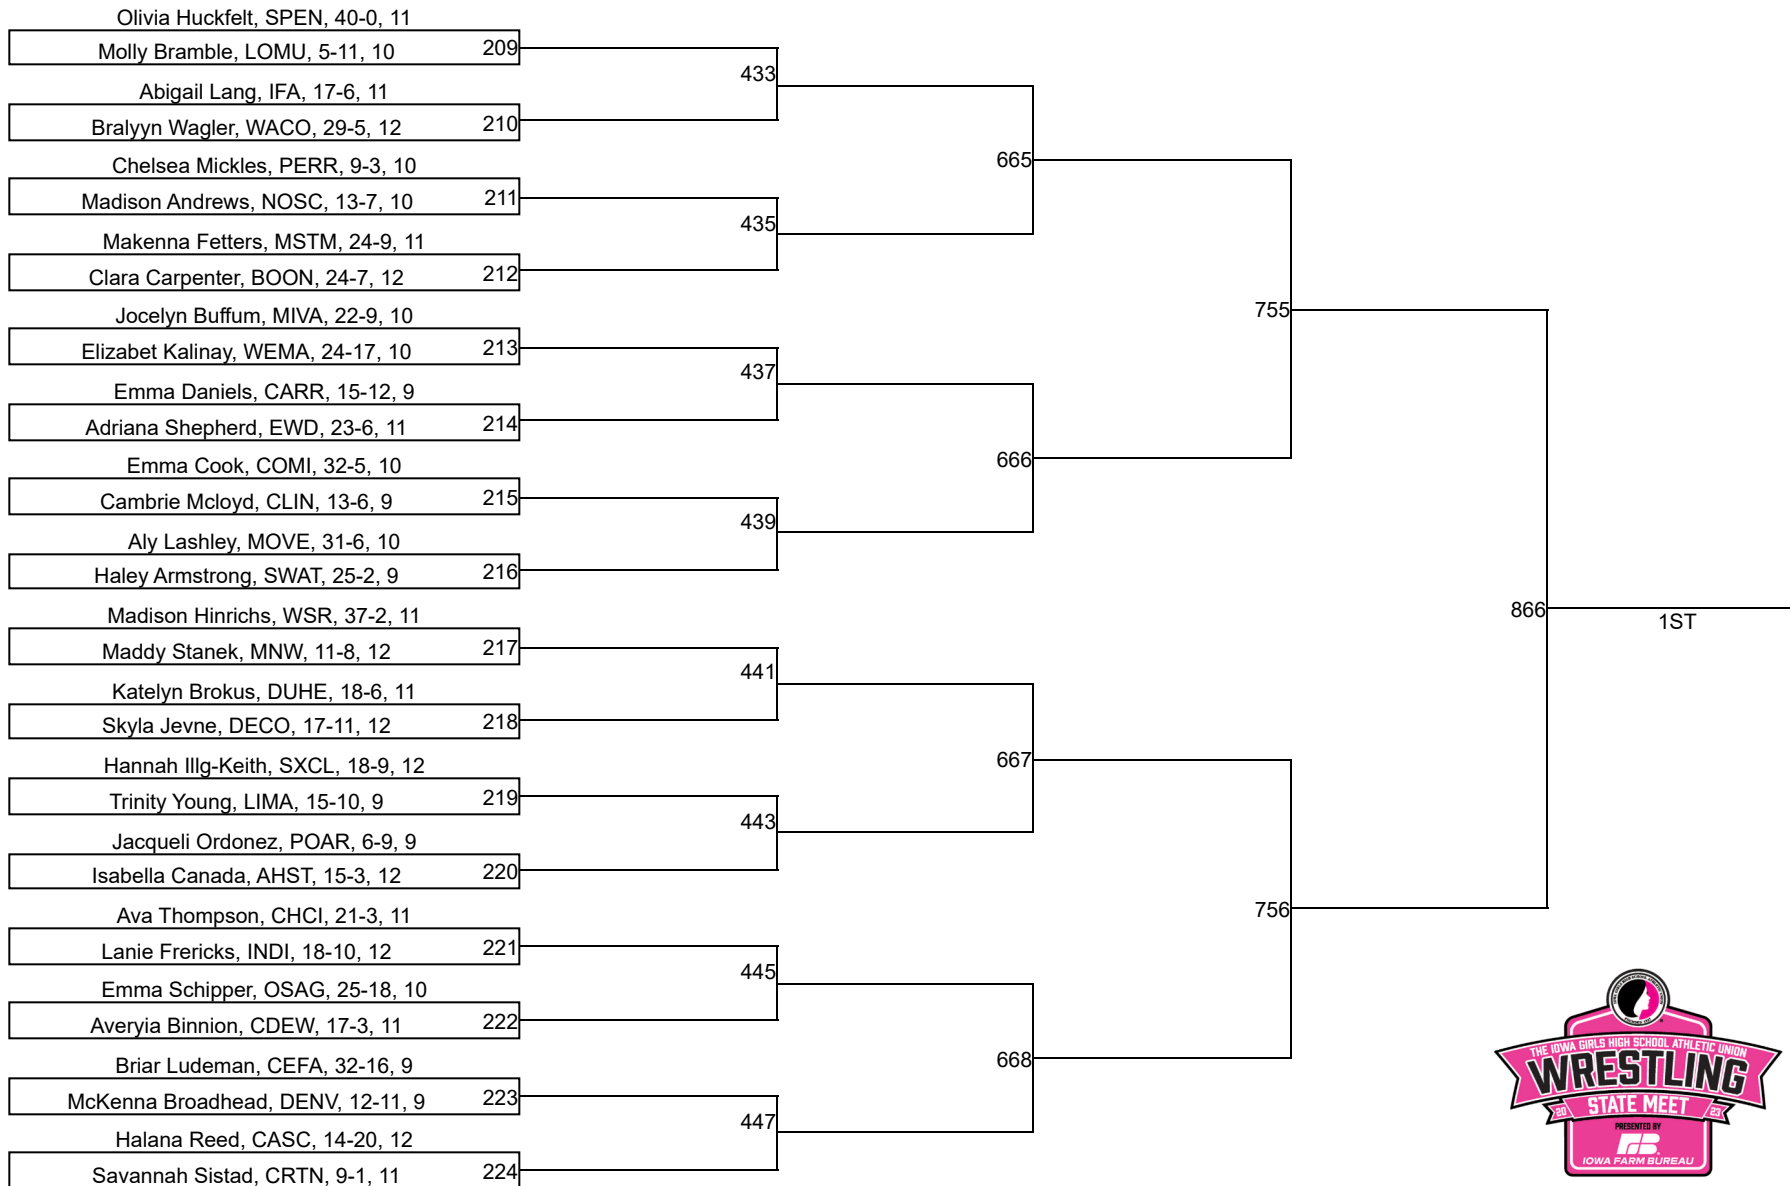 Olivia Huckfelt, SPEN, 40-0, 11
Molly Bramble, LOMU, 5-11, 10
209
433
Abigail Lang, IFA, 17-6, 11
Bralyyn Wagler, WACO, 29-5, 12
210
665
Chelsea Mickles, PERR, 9-3, 10
Madison Andrews, NOSC, 13-7, 10
211
435
Makenna Fetters, MSTM, 24-9, 11
Clara Carpenter, BOON, 24-7, 12
212
755
Jocelyn Buffum, MIVA, 22-9, 10
Elizabet Kalinay, WEMA, 24-17, 10
213
437
Emma Daniels, CARR, 15-12, 9
Adriana Shepherd, EWD, 23-6, 11
214
666
Emma Cook, COMI, 32-5, 10
Cambrie Mcloyd, CLIN, 13-6, 9
215
439
Aly Lashley, MOVE, 31-6, 10
Haley Armstrong, SWAT, 25-2, 9
216
866
1ST
Madison Hinrichs, WSR, 37-2, 11
Maddy Stanek, MNW, 11-8, 12
217
441
Katelyn Brokus, DUHE, 18-6, 11
Skyla Jevne, DECO, 17-11, 12
218
667
Hannah Illg-Keith, SXCL, 18-9, 12
Trinity Young, LIMA, 15-10, 9
219
443
Jacqueli Ordonez, POAR, 6-9, 9
Isabella Canada, AHST, 15-3, 12
220
756
Ava Thompson, CHCI, 21-3, 11
Lanie Frericks, INDI, 18-10, 12
221
445
Emma Schipper, OSAG, 25-18, 10
Averyia Binnion, CDEW, 17-3, 11
222
668
Briar Ludeman, CEFA, 32-16, 9
McKenna Broadhead, DENV, 12-11, 9
223
447
Halana Reed, CASC, 14-20, 12
Savannah Sistad, CRTN, 9-1, 11
224
THE IOWA GIRLS HIGH SCHOOL ATHLETIC UNION
WRESTLING
20 STATE MEET 23
PRESENTED BY
FB
IOWA FARM BUREAU